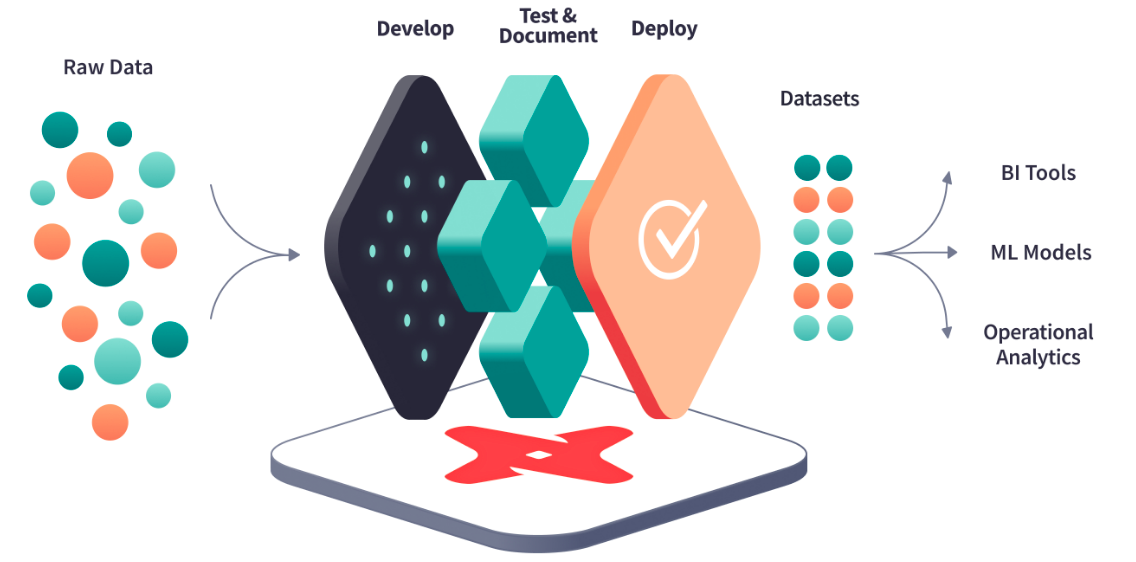 Raw Data
Develop
Test &
Document
Deploy
Datasets
BI Tools
ML Models
Operational
Analytics